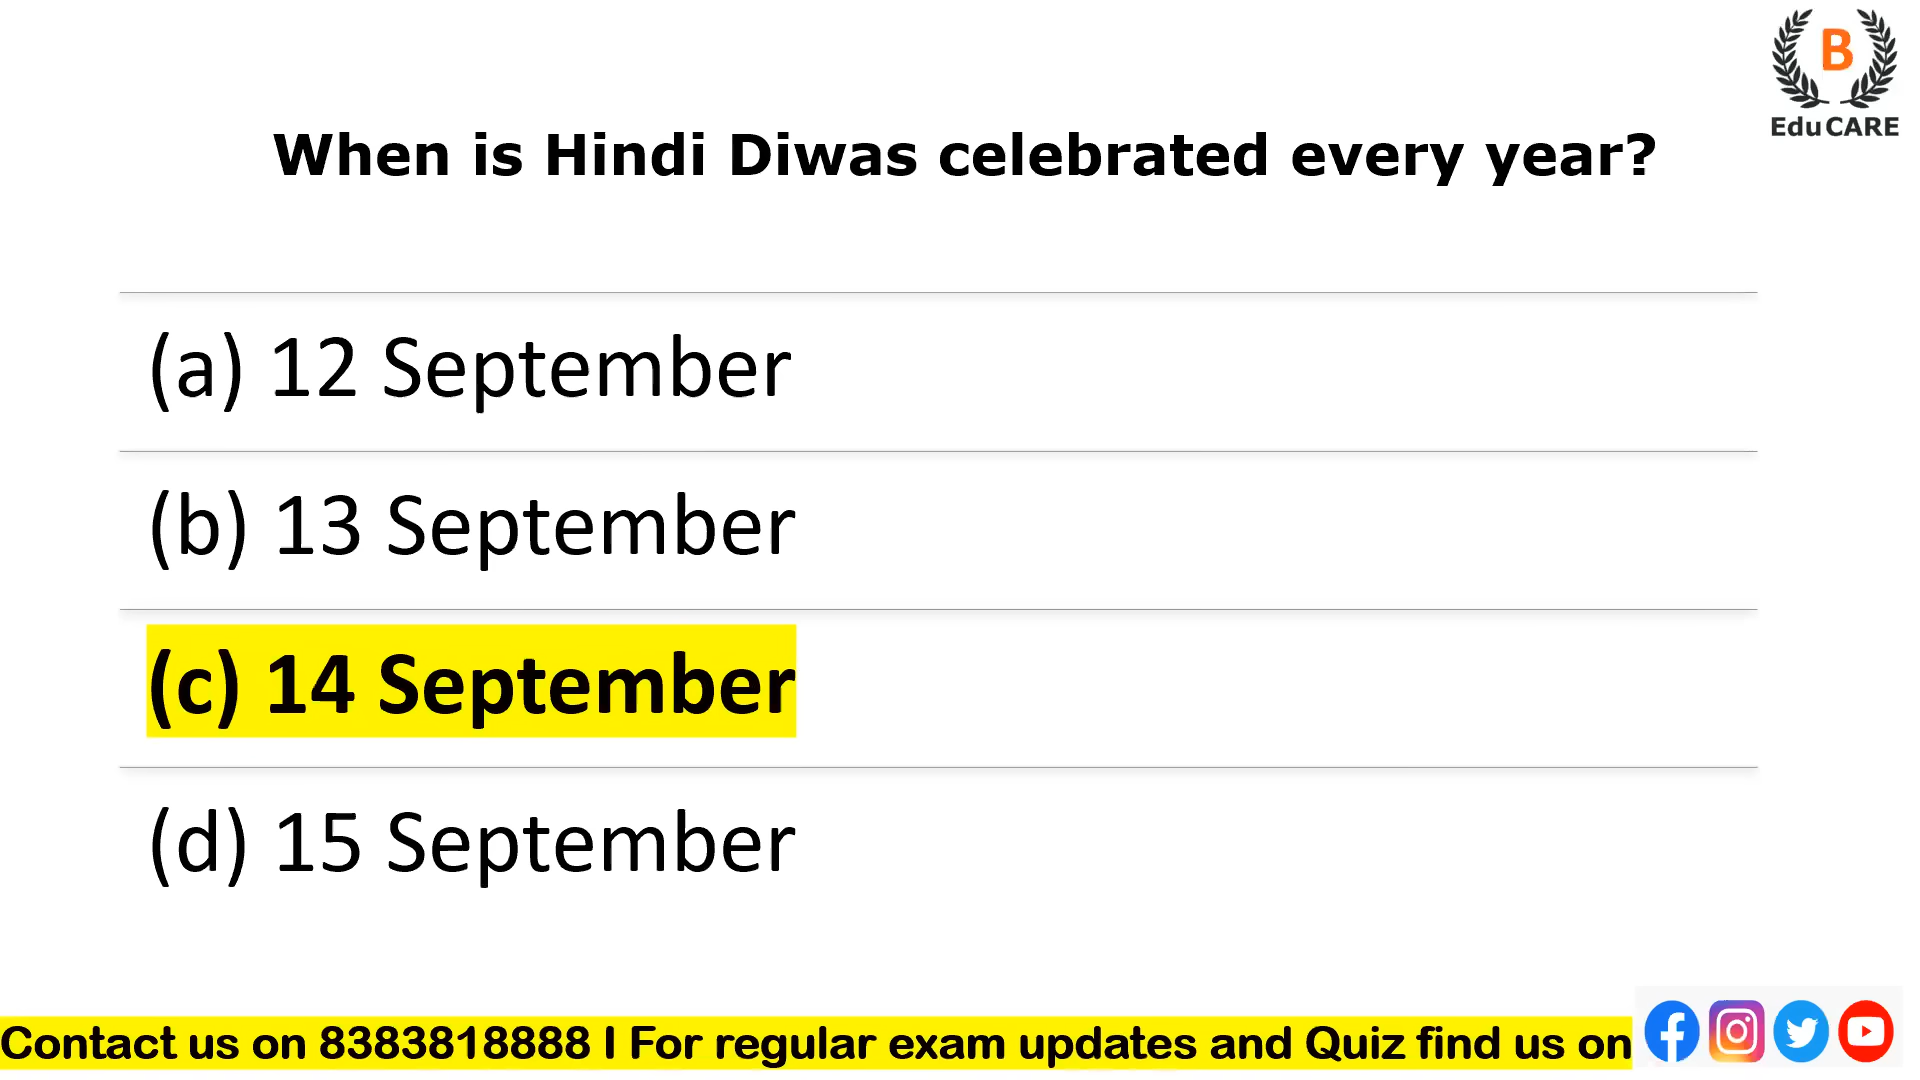 B
EduCARE
When is Hindi Diwas celebrated every year?
(a) 12 September
(b) 13 September
(c) 14 September
(d) 15 September
Contact us on 8383818888 I For regular exam updates and Quiz find us on